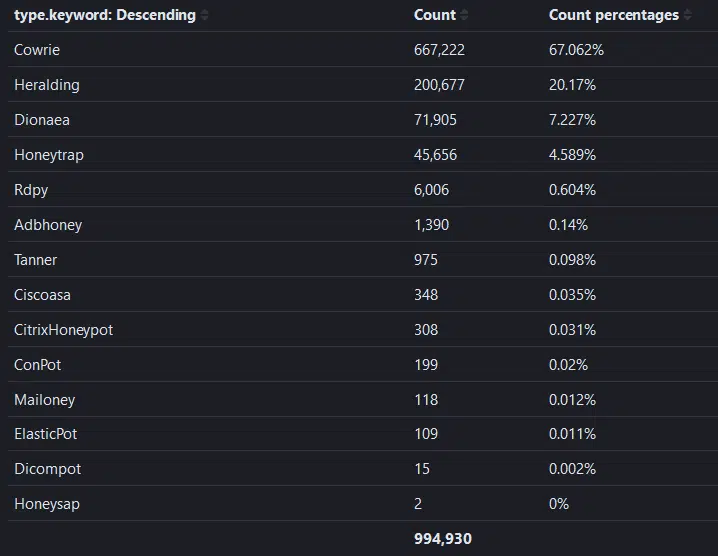 type.keyword: Descending Count Count percentages
Cowrie 667,222 67.062%
Heralding 200,677 20.17%
Dionaea 71,905 7.227%
Honeytrap 45,656 4.589%
Rdpy 6,006 0.604%
Adbhoney 1,390 0.14%
Tanner 975 0.098%
Ciscoasa 348 0.035%
CitrixHoneypot 308 0.031%
ConPot 199 0.02%
Mailoney 118 0.012%
ElasticPot 109 0.011%
Dicompot 15 0.002%
Honeysap 2 0%
994,930